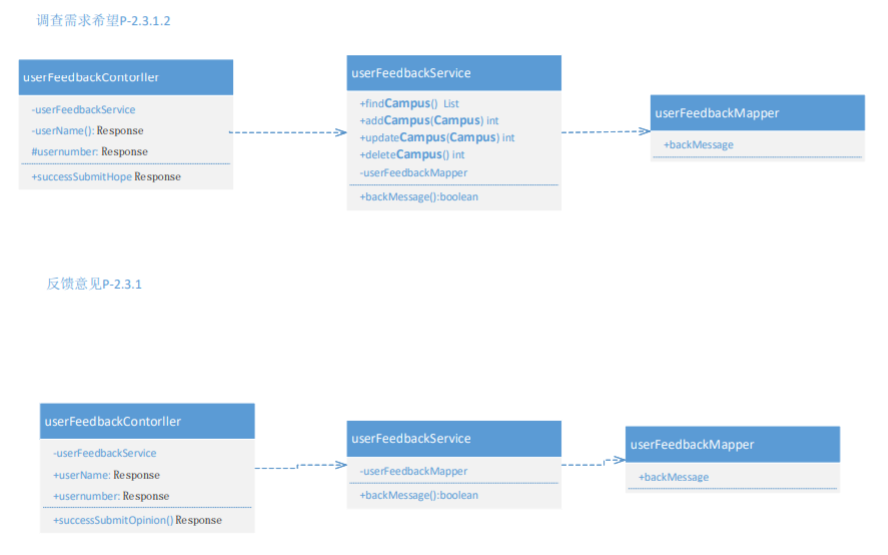 调查需求希望P-2.3.1.2
userFeedbackContorller
-userFeedbackService
-userName(): Response
#usernumber: Response
+successSubmitHope Response
userFeedbackService
+findCampus() List
+addCampus(Campus) int
+updateCampus(Campus) int
+deleteCampus() int
-userFeedbackMapper
+backMessage():boolean
userFeedbackMapper
+backMessage
反馈意见P-2.3.1
userFeedbackContorller
-userFeedbackService
+userName: Response
+usernumber: Response
+successSubmitOpinion() Response
userFeedbackService
-userFeedbackMapper
+backMessage():boolean
userFeedbackMapper
+backMessage